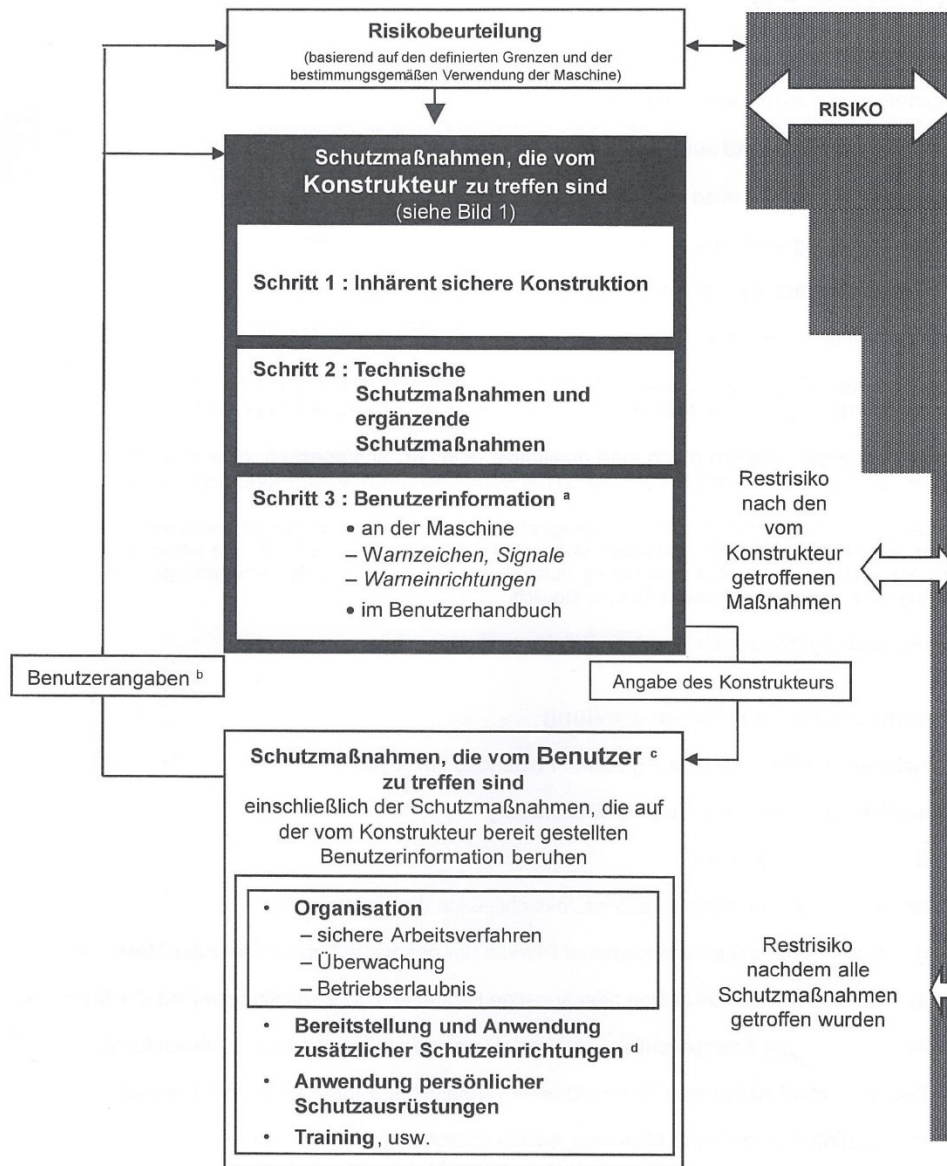 Risikobeurteilung
(basierend auf den definierten Grenzen und der
bestimmungsgemäßen Verwendung der Maschine)
RISIKO
Schutzmaßnahmen, die vom
Konstrukteur zu treffen sind
(siehe Bild 1)
Schritt 1 : Inhärent sichere Konstruktion
Schritt 2 : Technische
Schutzmaßnahmen und
ergänzende
Schutzmaßnahmen
Schritt 3 : Benutzerinformation a
• an der Maschine
– Warnzeichen, Signale
– Warneinrichtungen
• im Benutzerhandbuch
Restrisiko
nach den
vom
Konstrukteur
getroffenen
Maßnahmen
Benutzerangaben b
Angabe des Konstrukteurs
Schutzmaßnahmen, die vom Benutzer c
zu treffen sind
einschließlich der Schutzmaßnahmen, die auf
der vom Konstrukteur bereit gestellten
Benutzerinformation beruhen
• Organisation
– sichere Arbeitsverfahren
– Überwachung
– Betriebserlaubnis
• Bereitstellung und Anwendung
zusätzlicher Schutzeinrichtungen d
• Anwendung persönlicher
Schutzausrüstungen
• Training, usw.
Restrisiko
nachdem alle
Schutzmaßnahmen
getroffen wurden